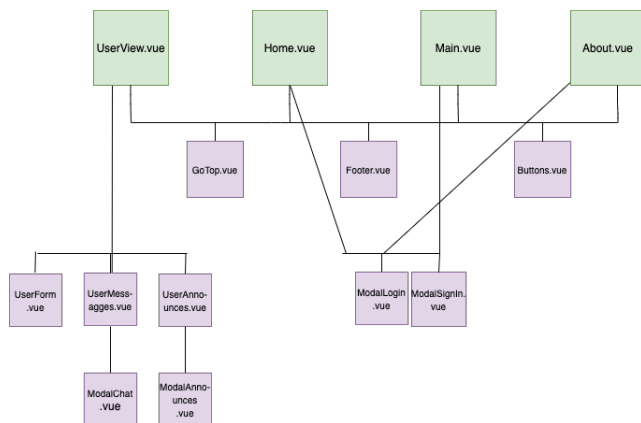 UserView.vue
Home.vue
Main.vue
About.vue
GoTop.vue
Footer.vue
Buttons.vue
UserForm
.vue
UserMess-
agges.vue
UserAnno-
unces.vue
ModalLogin
.vue
ModalSignIn.
vue
ModalChat
.vue
ModalAnno-
unces
.vue